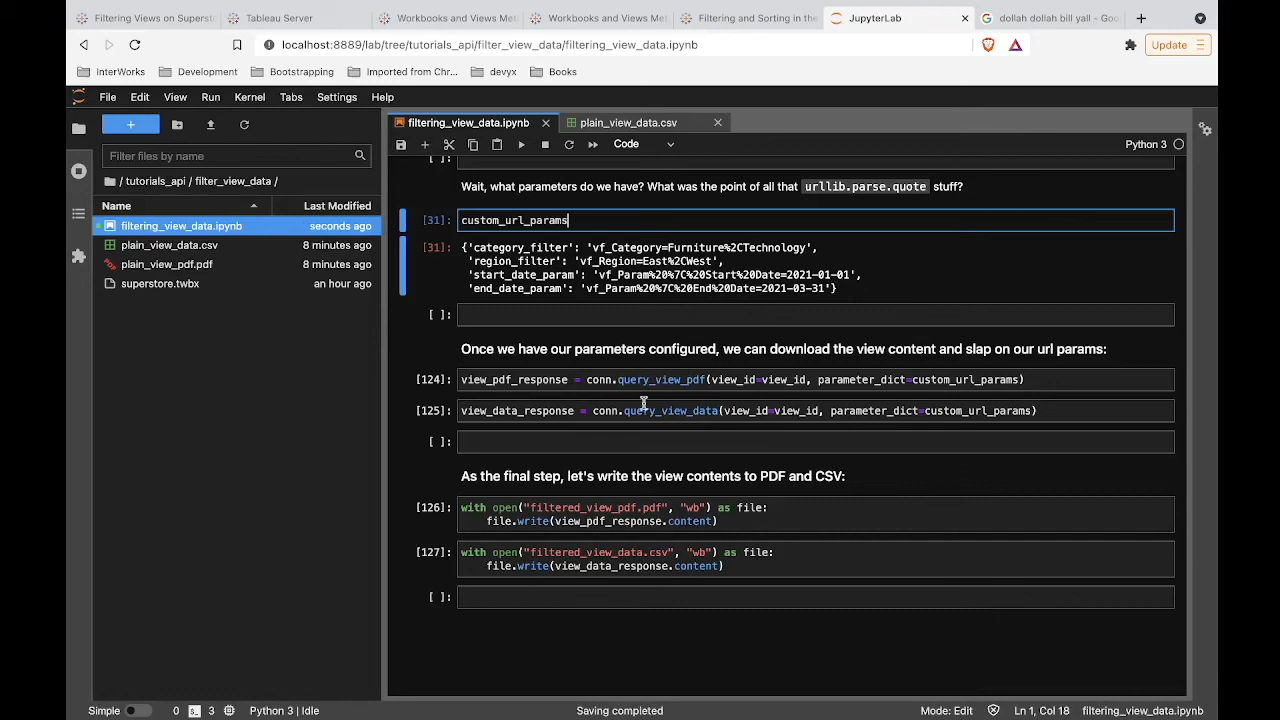 Filtering Views on Superst
Tableau Server
Workbooks and Views Met
Workbooks and Views Met
Filtering and Sorting in the
JupyterLab
dollah dollah bill yall - Goo
localhost:8889/lab/tree/tutorials_api/filter_view_data/filtering_view_data.ipynb
Update
InterWorks
Development
Bootstrapping
Imported from Chr...
devyx
Books
File Edit View Run Kernel Tabs Settings Help
Filter files by name
/ tutorials_api / filter_view_data /
Name Last Modified
filtering_view_data.ipynb seconds ago
plain_view_data.csv 8 minutes ago
plain_view_pdf.pdf 8 minutes ago
superstore.twbx an hour ago
filtering_view_data.ipynb
plain_view_data.csv
Code
Python 3
[ ]:
Wait, what parameters do we have? What was the point of all that urllib.parse.quote stuff?
[31]: custom_url_params
[31]: {'category_filter': 'vf_Category=Furniture%2CTechnology',
'region_filter': 'vf_Region=East%2CWest',
'start_date_param': 'vf_Param%20%7C%20Start%20Date=2021-01-01',
'end_date_param': 'vf_Param%20%7C%20End%20Date=2021-03-31'}
[ ]:
Once we have our parameters configured, we can download the view content and slap on our url params:
[124]: view_pdf_response = conn.query_view_pdf(view_id=view_id, parameter_dict=custom_url_params)
[125]: view_data_response = conn.query_view_data(view_id=view_id, parameter_dict=custom_url_params)
[ ]:
As the final step, let's write the view contents to PDF and CSV:
[126]: with open("filtered_view_pdf.pdf", "wb") as file:
file.write(view_pdf_response.content)
[127]: with open("filtered_view_data.csv", "wb") as file:
file.write(view_data_response.content)
[ ]:
Simple 0 3 Python 3 | Idle Saving completed Mode: Edit Ln 1, Col 18 filtering_view_data.ipynb